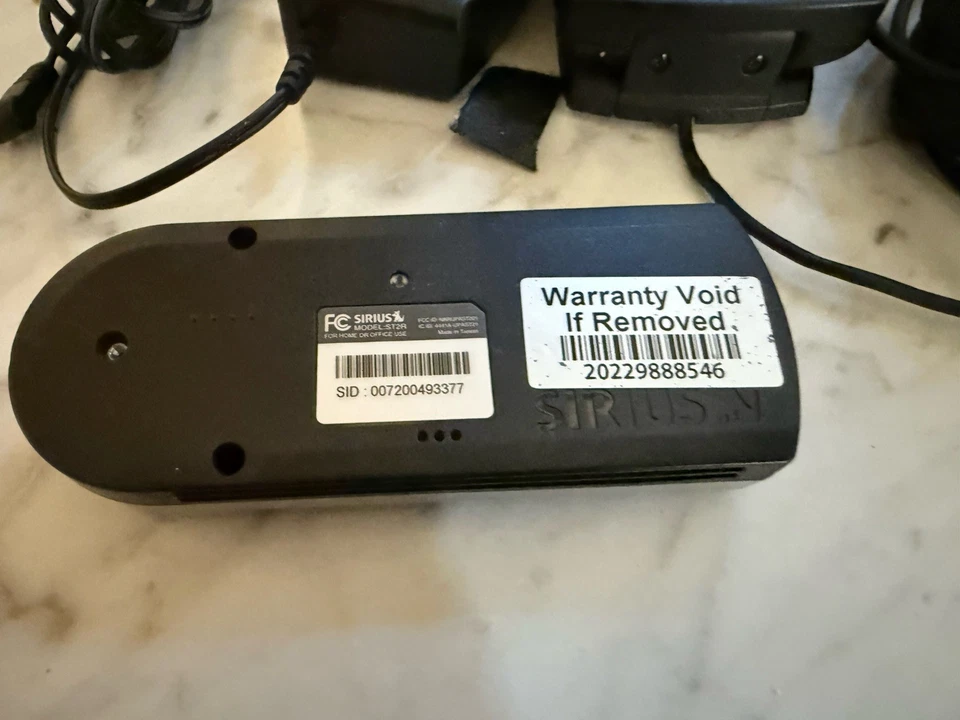 FC SIRIUS
MODEL:ST2R
FOR HOME OR OFFICE USE
Made in Taiwan
SID : 007200493377
Warranty Void
If Removed.
20229888546
SIRIUS